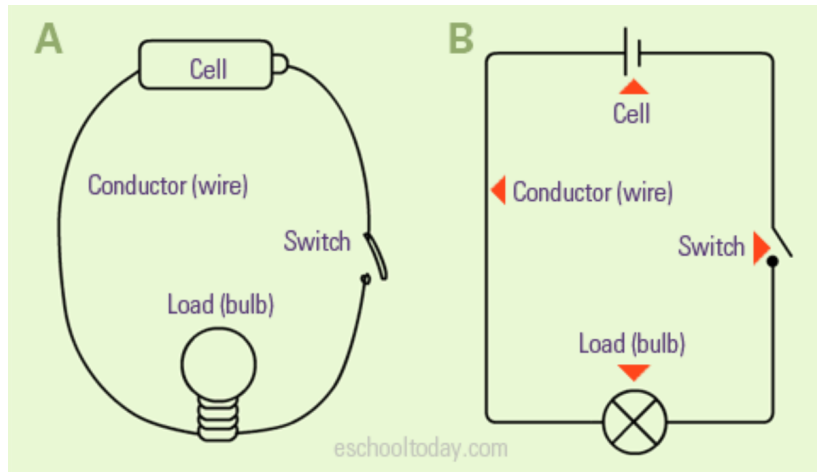 A
Cell
Conductor (wire)
Switch
Load (bulb)
B
Cell
Conductor (wire)
Switch
Load (bulb)
eschooltoday.com